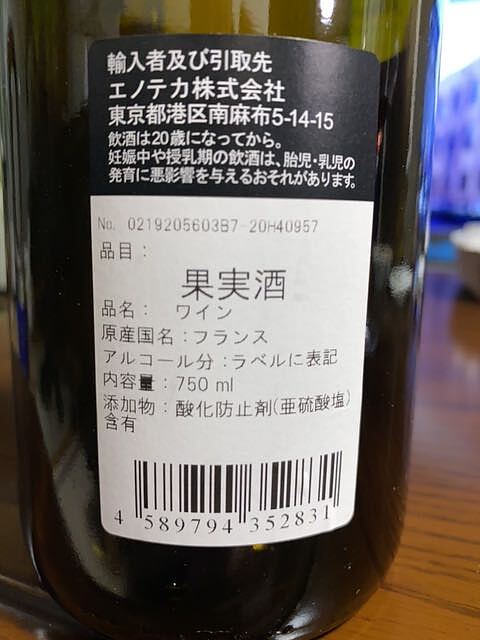 輸入者及び引取先
エノテカ株式会社
東京都港区南麻布5-14-15
飲酒は20歳になってから。
妊娠中や授乳期の飲酒は、胎児・乳児の
発育に悪影響を与えるおそれがあります。
No. 0219205603B7-20H40957
品目：
果実酒
品名： ワイン
原産国名：フランス
アルコール分：ラベルに表記
内容量：750 ml
添加物：酸化防止剤(亜硫酸塩)
含有
4 589794 352831